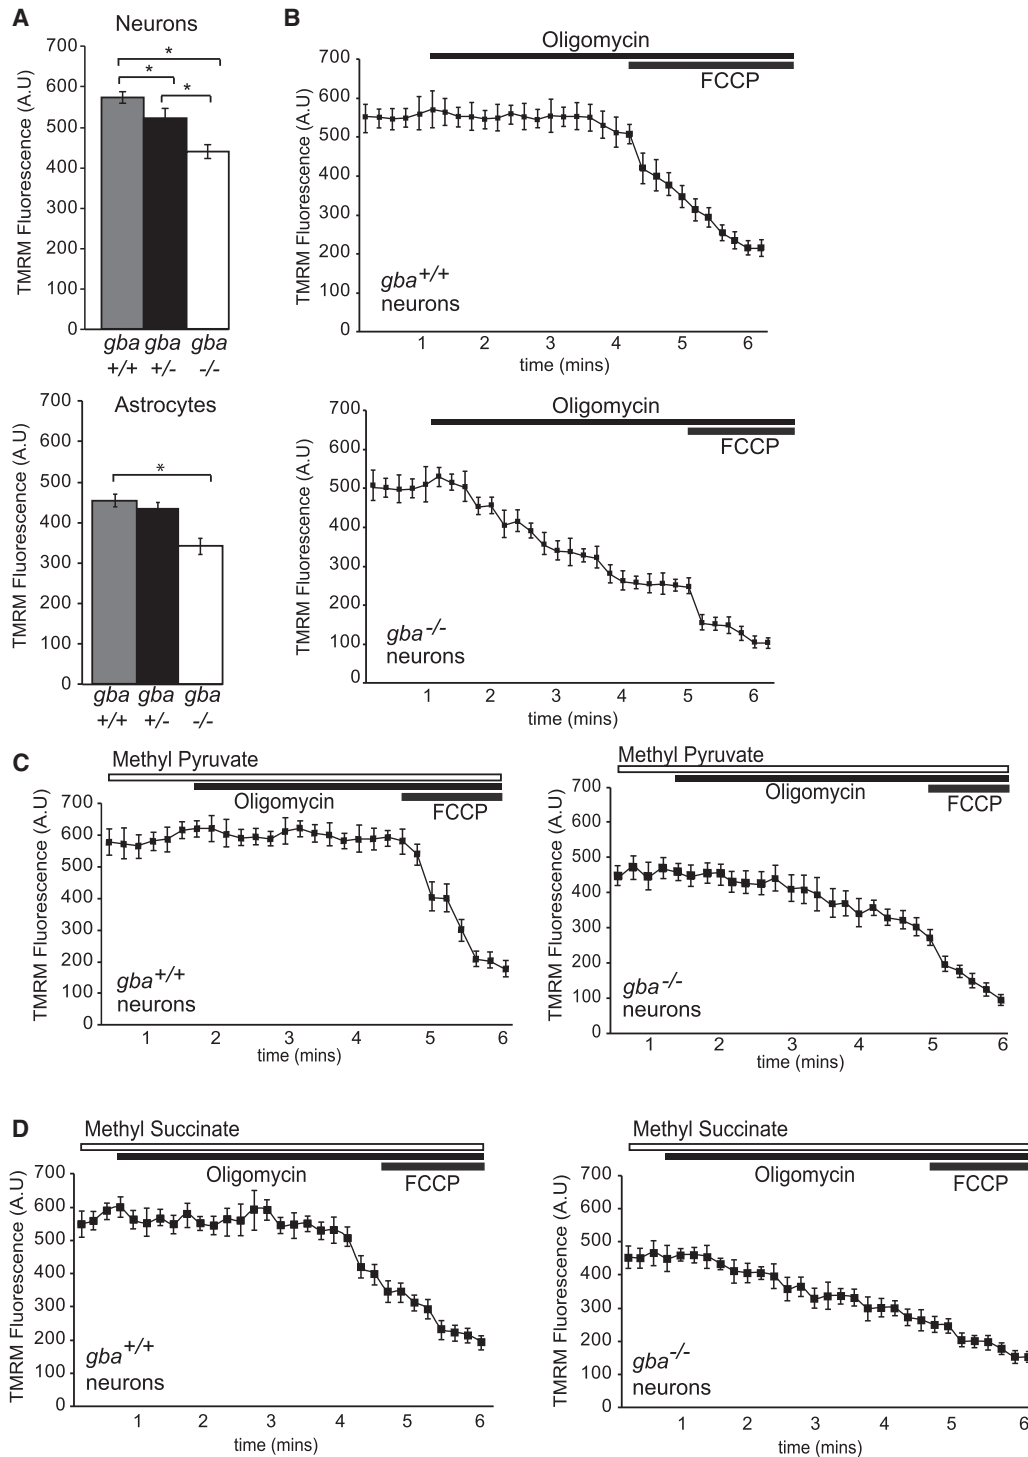 A
Neurons
TMRM Fluorescence (A.U)
700
600
500
400
300
200
100
0
*
*
*
gba gba gba
+/+ +/- -/-
Astrocytes
TMRM Fluorescence (A.U)
700
600
500
400
300
200
100
0
*
gba gba gba
+/+ +/- -/-
B
Oligomycin
FCCP
TMRM Fluorescence (A.U)
700
600
500
400
300
200
100
0
gba+/+
neurons
1 2 3 4 5 6
time (mins)
Oligomycin
FCCP
TMRM Fluorescence (A.U)
700
600
500
400
300
200
100
0
gba-/-
neurons
1 2 3 4 5 6
time (mins)
C
Methyl Pyruvate
Oligomycin
FCCP
TMRM Fluorescence (A.U)
700
600
500
400
300
200
100
0
gba+/+
neurons
1 2 3 4 5 6
time (mins)
Methyl Pyruvate
Oligomycin
FCCP
TMRM Fluorescence (A.U)
700
600
500
400
300
200
100
0
gba-/-
neurons
1 2 3 4 5 6
time (mins)
D
Methyl Succinate
Oligomycin
FCCP
TMRM Fluorescence (A.U)
700
600
500
400
300
200
100
0
gba+/+
neurons
1 2 3 4 5 6
time (mins)
Methyl Succinate
Oligomycin
FCCP
TMRM Fluorescence (A.U)
700
600
500
400
300
200
100
0
gba-/-
neurons
1 2 3 4 5 6
time (mins)